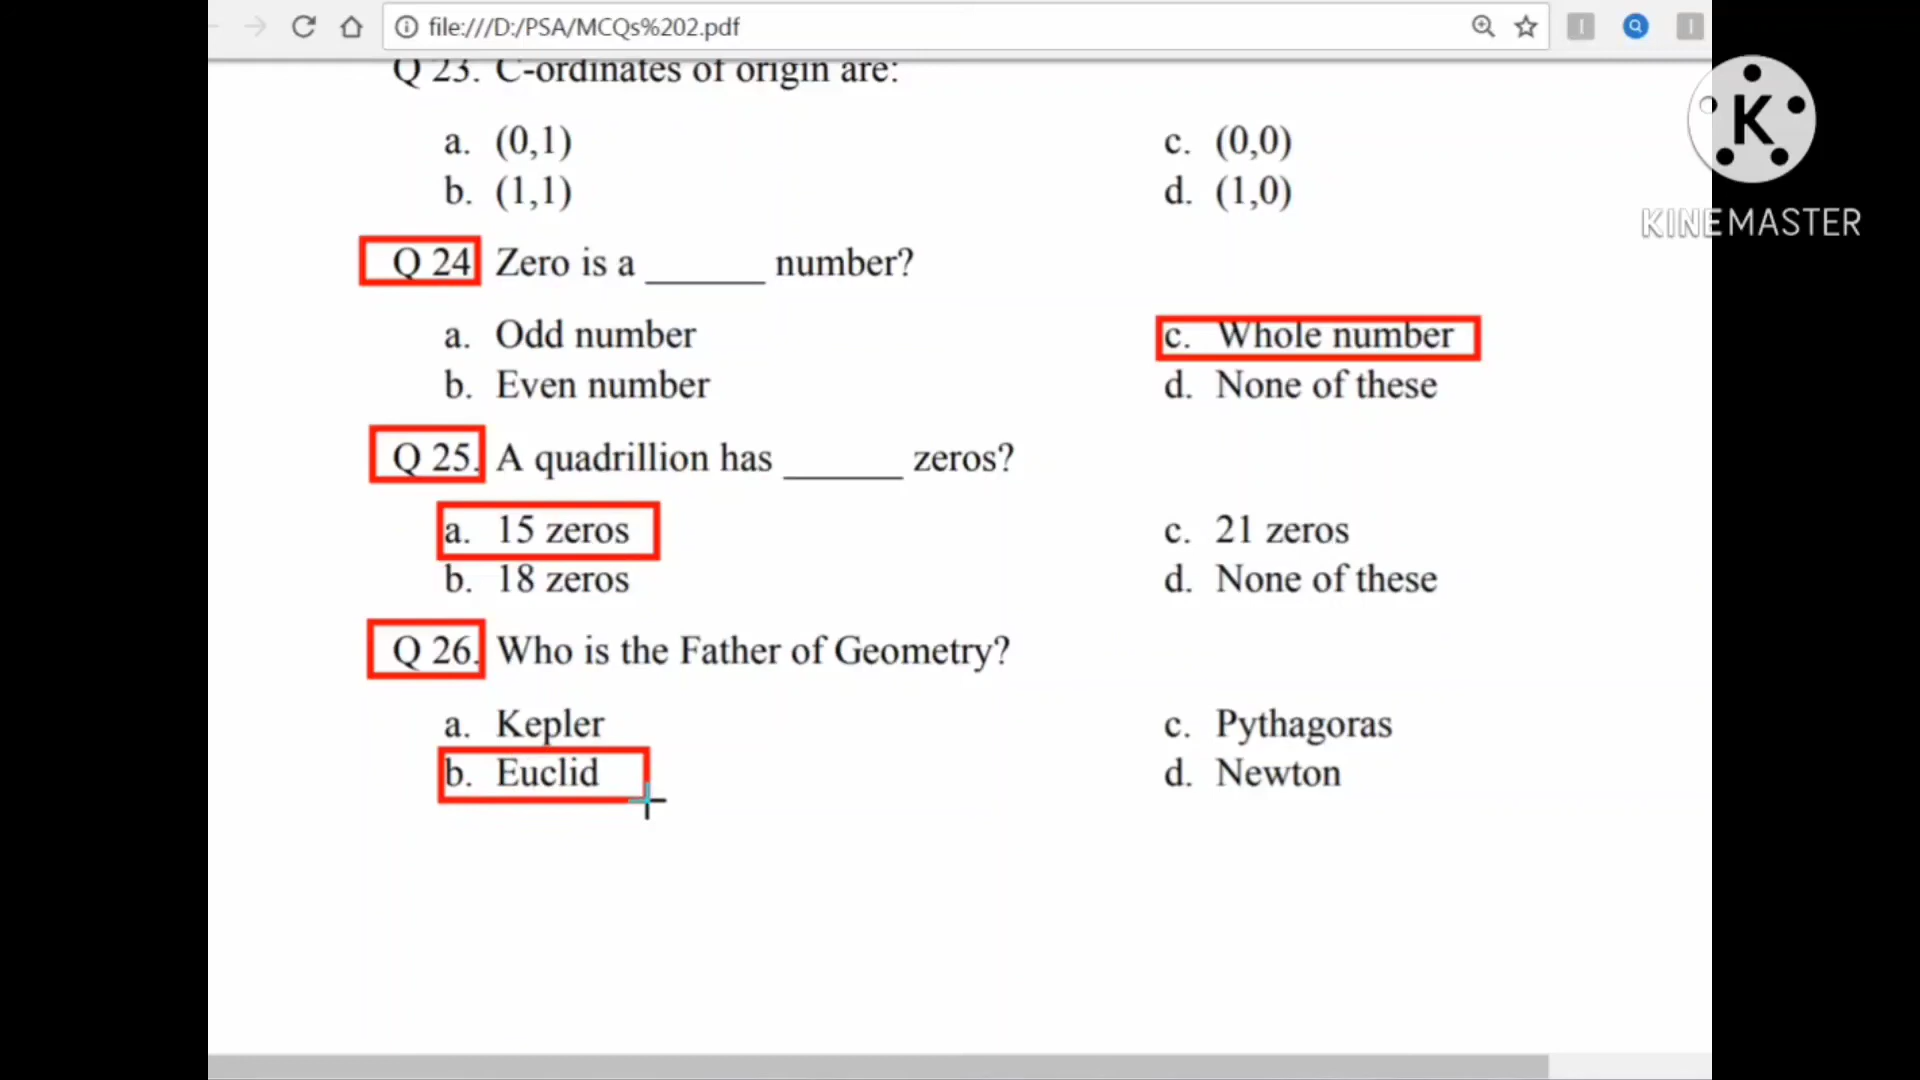 file:///D:/PSA/MCQs%202.pdf
Q 23. C-ordinates of origin are:
a. (0,1)
c. (0,0)
b. (1,1)
d. (1,0)
K
KINEMASTER
Q 24 Zero is a ______ number?
a. Odd number
c. Whole number
b. Even number
d. None of these
Q 25. A quadrillion has ______ zeros?
a. 15 zeros
c. 21 zeros
b. 18 zeros
d. None of these
Q 26. Who is the Father of Geometry?
a. Kepler
c. Pythagoras
b. Euclid
d. Newton